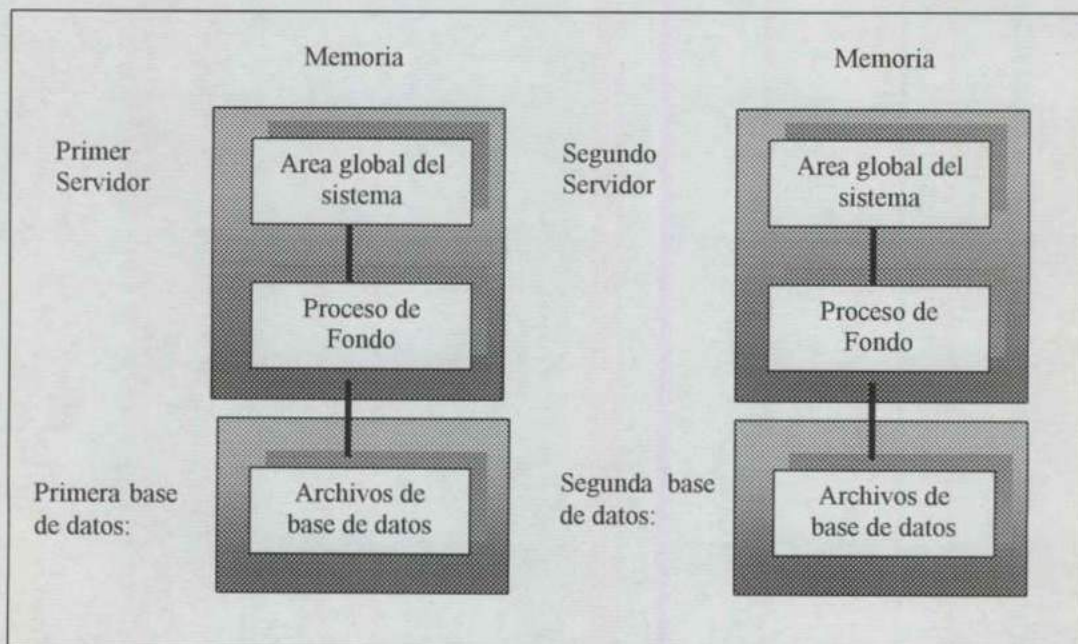 Memoria
Primer
Servidor
Area global del
sistema
Proceso de
Fondo
Primera base
de datos:
Archivos de
base de datos
Memoria
Segundo
Servidor
Area global del
sistema
Proceso de
Fondo
Segunda base
de datos:
Archivos de
base de datos